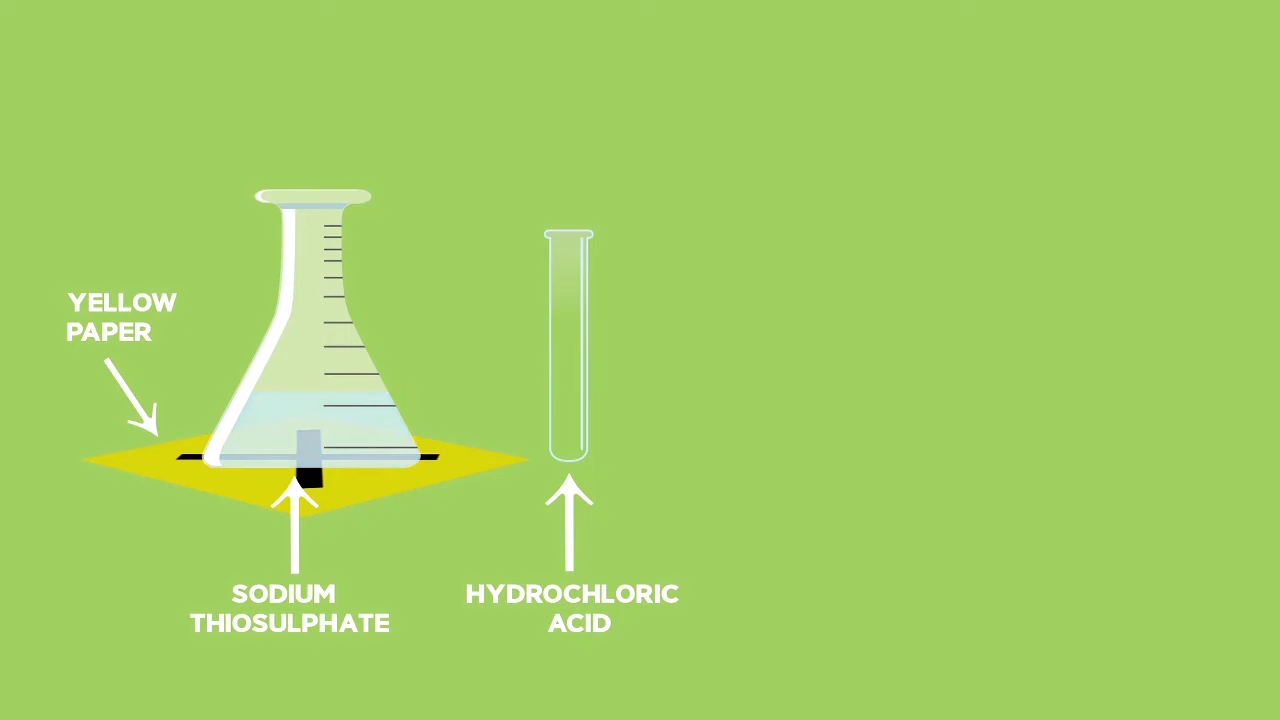 YELLOW
PAPER
SODIUM
THIOSULPHATE
HYDROCHLORIC
ACID